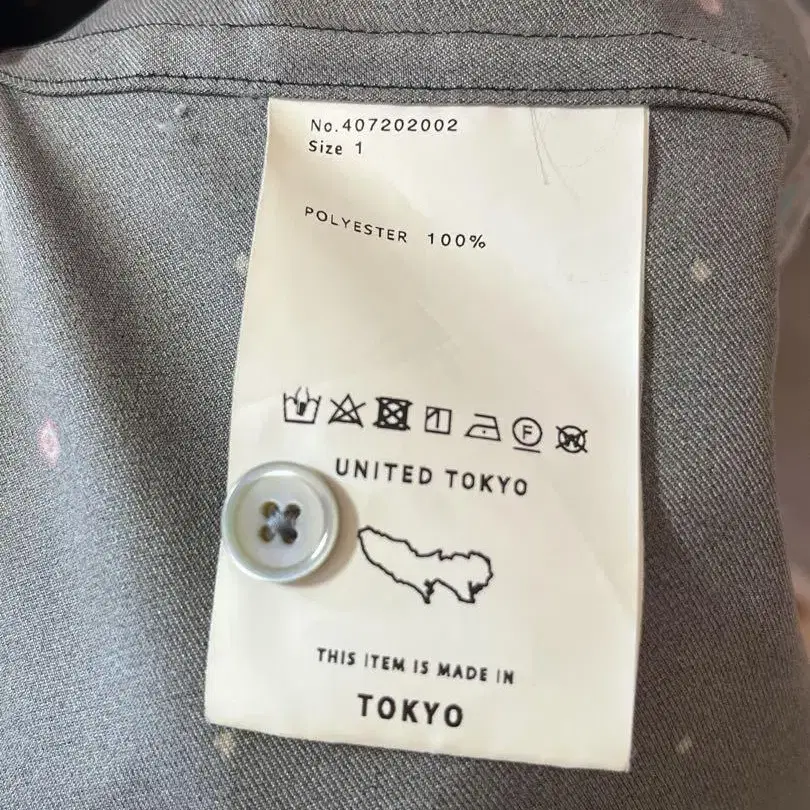 No.407202002
Size 1
POLYESTER 100%
F W
UNITED TOKYO
THIS ITEM IS MADE IN
TOKYO